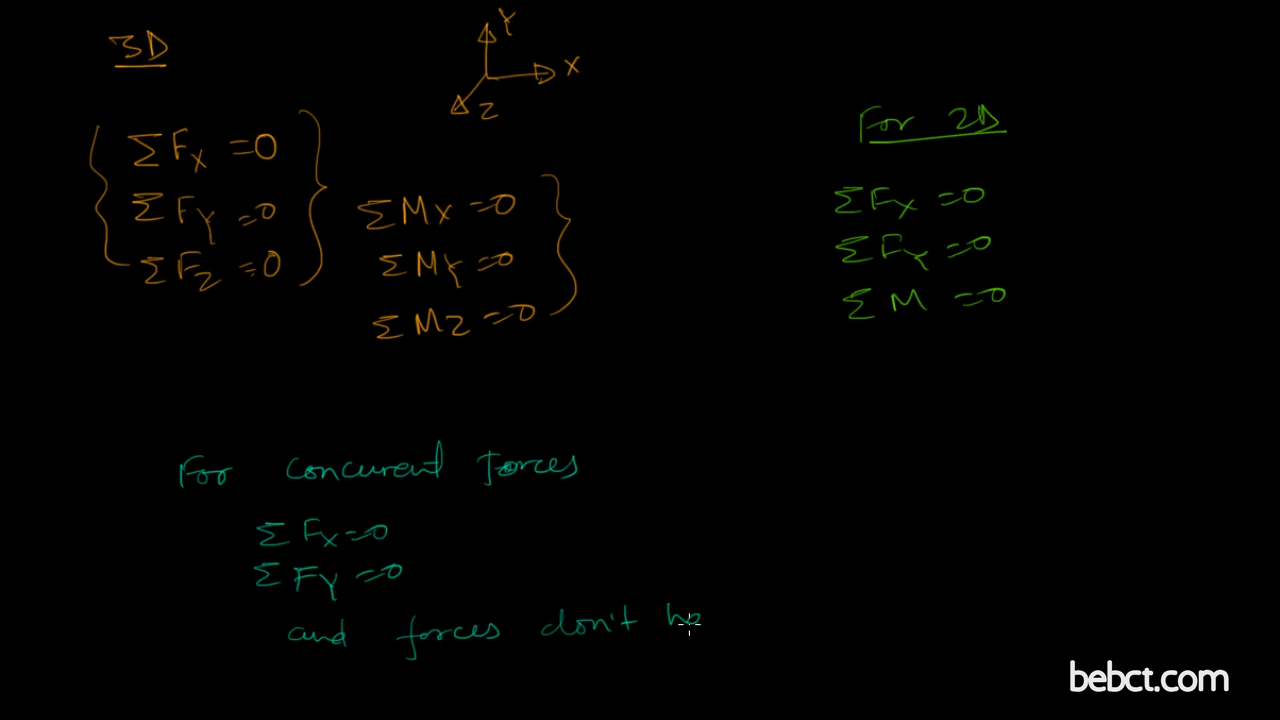 3D
Y
X
Z
ΣFx =0
ΣFY =0
ΣFz =0
ΣMx =0
ΣMY =0
ΣMz =0
For 2D
ΣFx =0
ΣFY =0
ΣM =0
For concurent forces
ΣFx =0
ΣFY =0
and forces don't
bebct.com